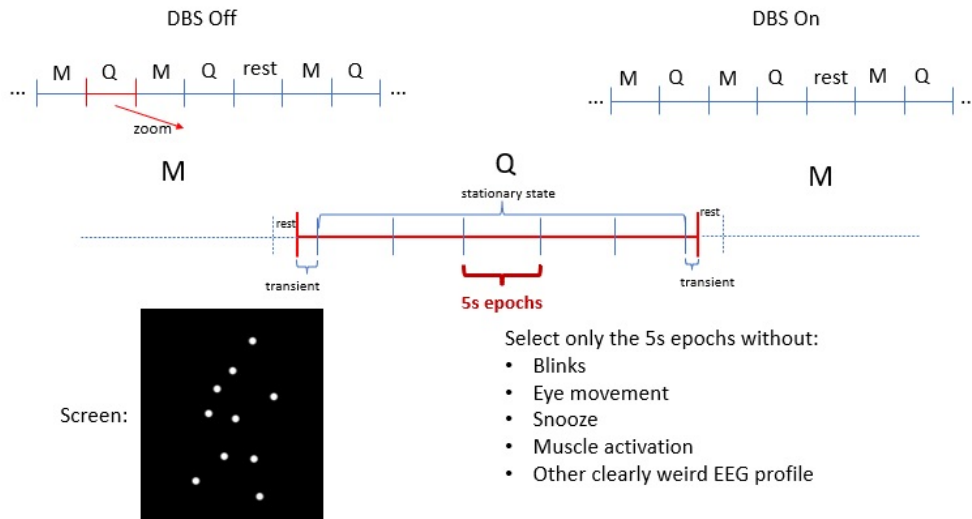 DBS Off
DBS On
M Q M Q rest M Q
... ...
zoom
M Q M Q rest M Q
... ...
M Q M
stationary state
rest rest
transient transient
5s epochs
Screen:
Select only the 5s epochs without:
• Blinks
• Eye movement
• Snooze
• Muscle activation
• Other clearly weird EEG profile